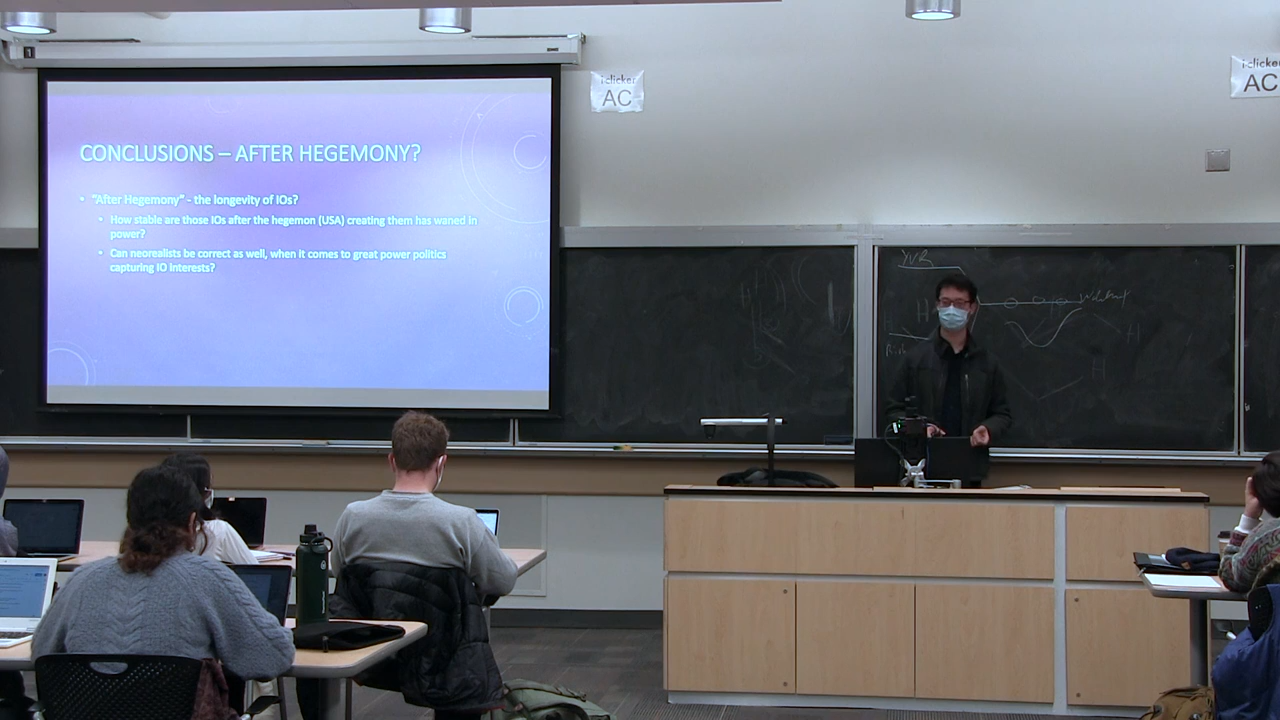 CONCLUSIONS – AFTER HEGEMONY?
• "After Hegemony" - the longevity of IOs?
• How stable are those IOs after the hegemon (USA) creating them has waned in
power?
• Can neorealists be correct as well, when it comes to great power politics
capturing IO interests?
i-clicker
AC
i-clicker
AC
YVR
H
H
H